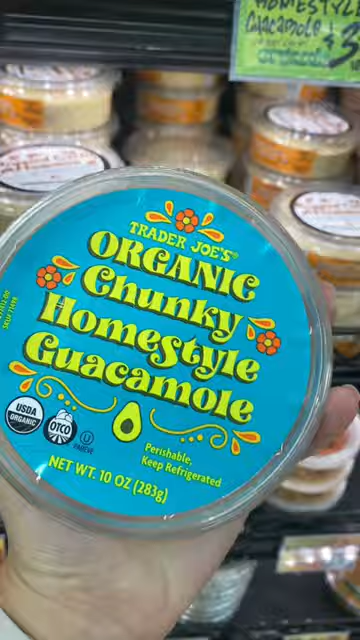 HOMESTYLE
GUACAMOLE
TRADER JOE'S®
ORGANIC
Chunky
Homestyle
Guacamole
USDA
ORGANIC
OTCO
U
PAREVE
Perishable,
Keep Refrigerated
NET WT. 10 OZ (283g)